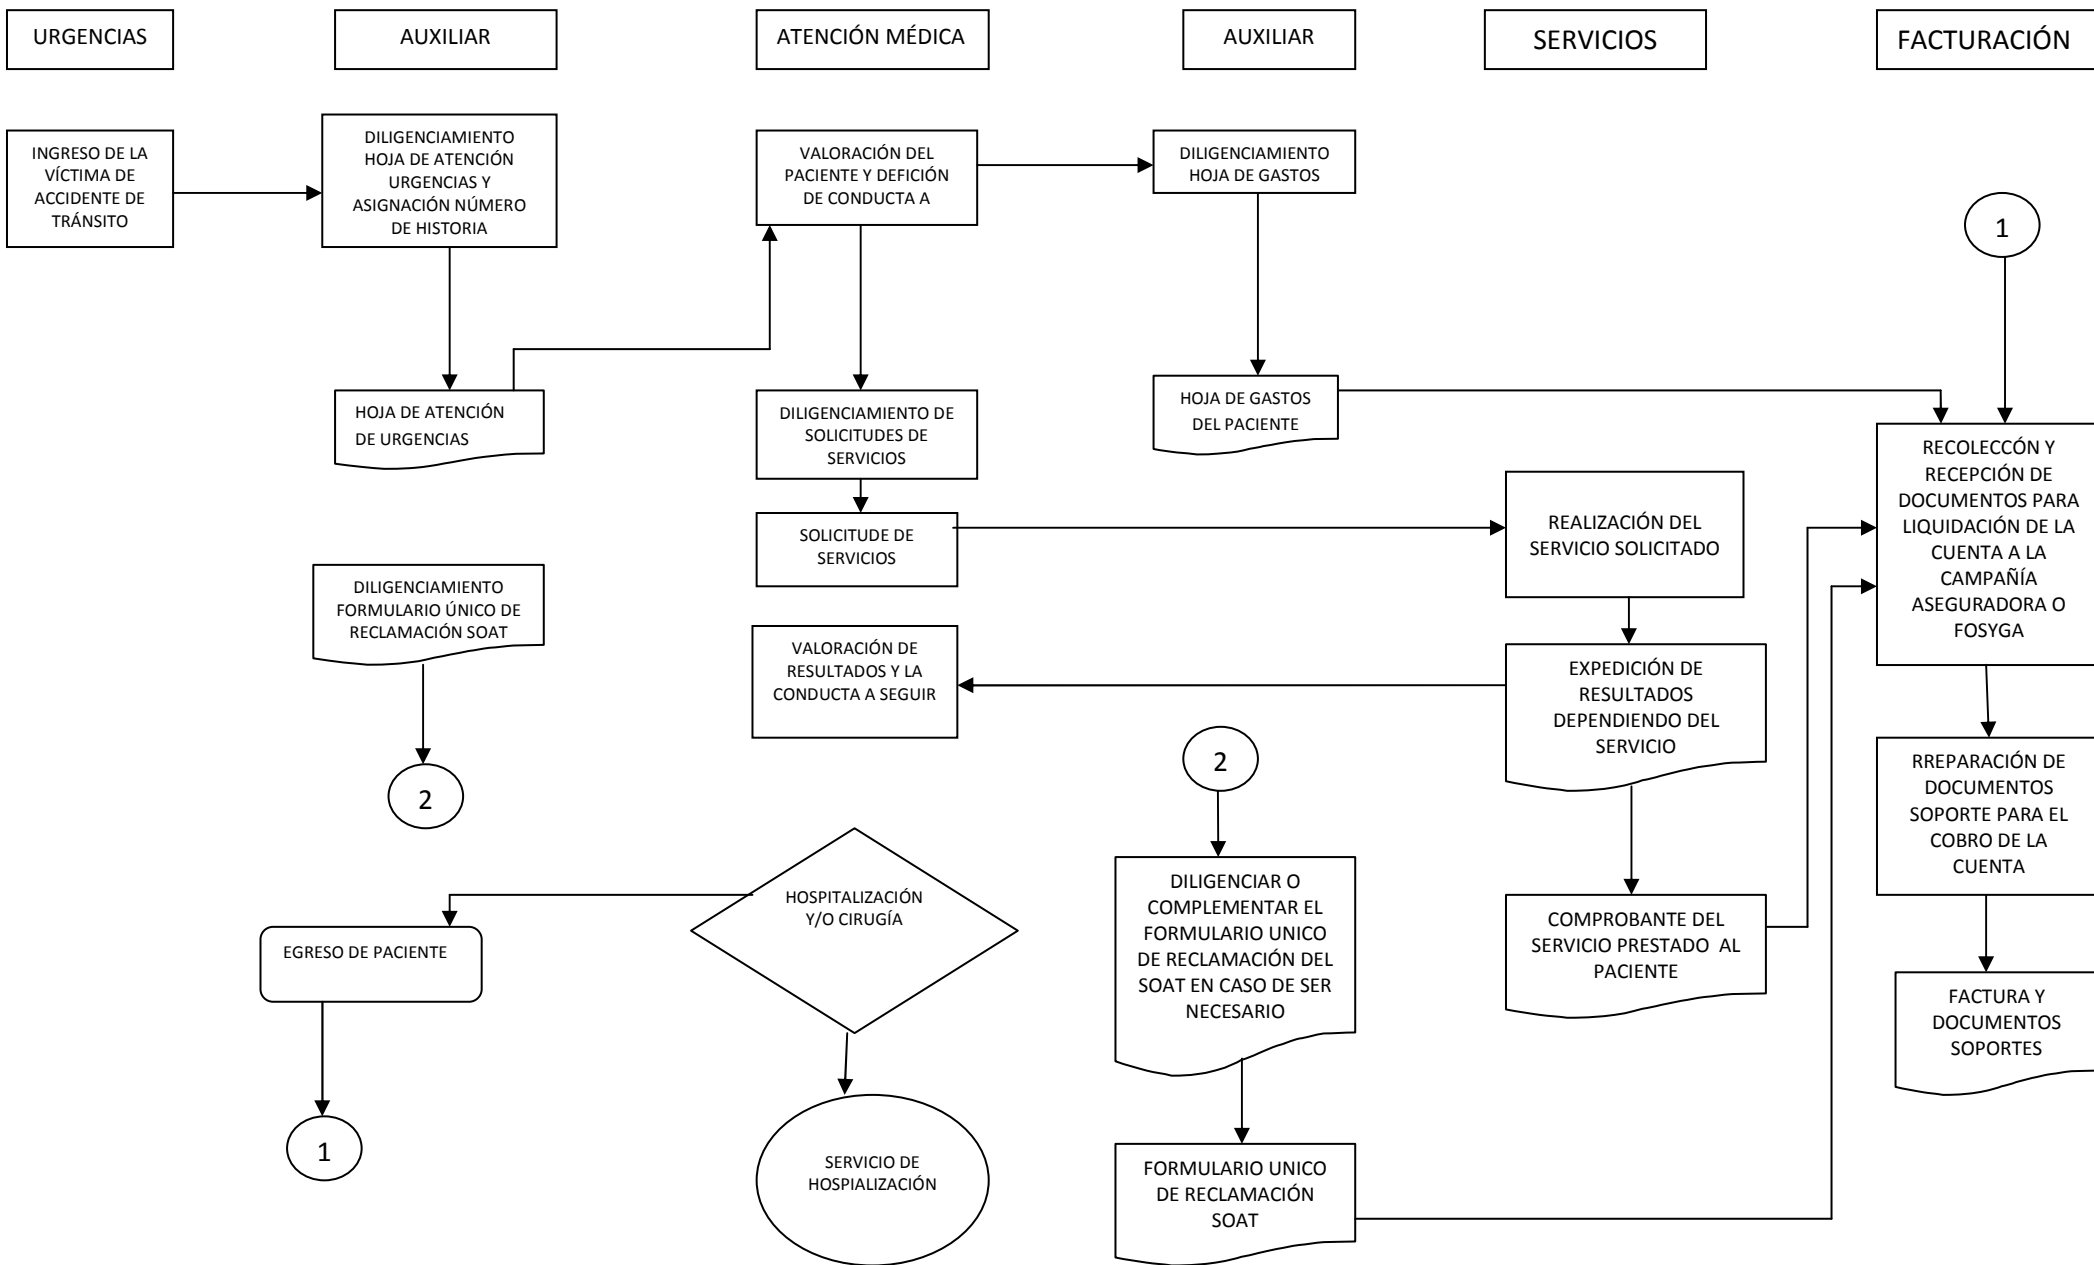 URGENCIAS
AUXILIAR
ATENCIÓN MÉDICA
AUXILIAR
SERVICIOS
FACTURACIÓN
INGRESO DE LA
VÍCTIMA DE
ACCIDENTE DE
TRÁNSITO
DILIGENCIAMIENTO
HOJA DE ATENCIÓN
URGENCIAS Y
ASIGNACIÓN NÚMERO
DE HISTORIA
VALORACIÓN DEL
PACIENTE Y DEFICIÓN
DE CONDUCTA A
DILIGENCIAMIENTO
HOJA DE GASTOS
1
HOJA DE ATENCIÓN
DE URGENCIAS
DILIGENCIAMIENTO DE
SOLICITUDES DE
SERVICIOS
HOJA DE GASTOS
DEL PACIENTE
RECOLECCÓN Y
RECEPCIÓN DE
DOCUMENTOS PARA
LIQUIDACIÓN DE LA
CUENTA A LA
CAMPAÑÍA
ASEGURADORA O
FOSYGA
SOLICITUDE DE
SERVICIOS
REALIZACIÓN DEL
SERVICIO SOLICITADO
DILIGENCIAMIENTO
FORMULARIO ÚNICO DE
RECLAMACIÓN SOAT
VALORACIÓN DE
RESULTADOS Y LA
CONDUCTA A SEGUIR
EXPEDICIÓN DE
RESULTADOS
DEPENDIENDO DEL
SERVICIO
2
2
RREPARACIÓN DE
DOCUMENTOS
SOPORTE PARA EL
COBRO DE LA
CUENTA
HOSPITALIZACIÓN
Y/O CIRUGÍA
DILIGENCIAR O
COMPLEMENTAR EL
FORMULARIO UNICO
DE RECLAMACIÓN DEL
SOAT EN CASO DE SER
NECESARIO
COMPROBANTE DEL
SERVICIO PRESTADO  AL
PACIENTE
EGRESO DE PACIENTE
FACTURA Y
DOCUMENTOS
SOPORTES
1
SERVICIO DE
HOSPIALIZACIÓN
FORMULARIO UNICO
DE RECLAMACIÓN
SOAT